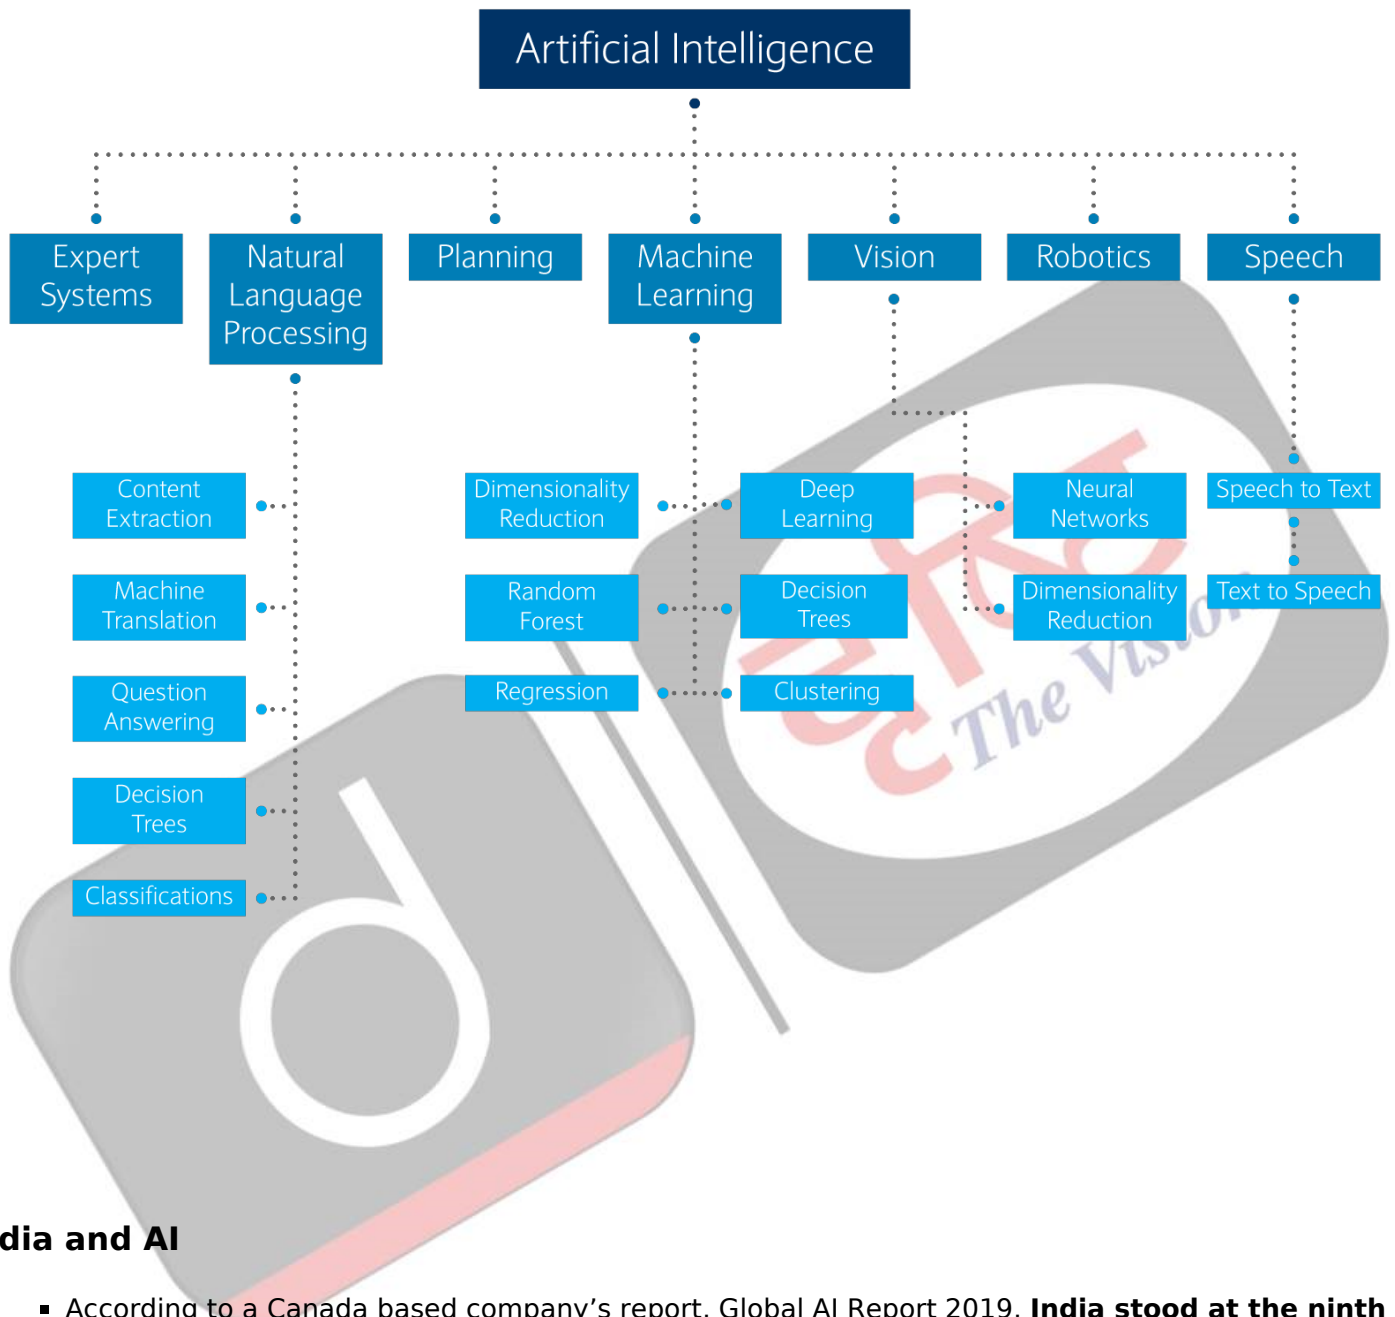 Artificial Intelligence
Expert
Systems
Natural
Language
Processing
Planning
Machine
Learning
Vision
Robotics
Speech
Content
Extraction
Machine
Translation
Question
Answering
Decision
Trees
Classifications
Dimensionality
Reduction
Random
Forest
Regression
Deep
Learning
Decision
Trees
Clustering
Neural
Networks
Dimensionality
Reduction
Speech to Text
Text to Speech
दृष्टि
The Vision
d
dia and AI
According to a Canada based company's report, Global AI Report 2019, India stood at the ninth